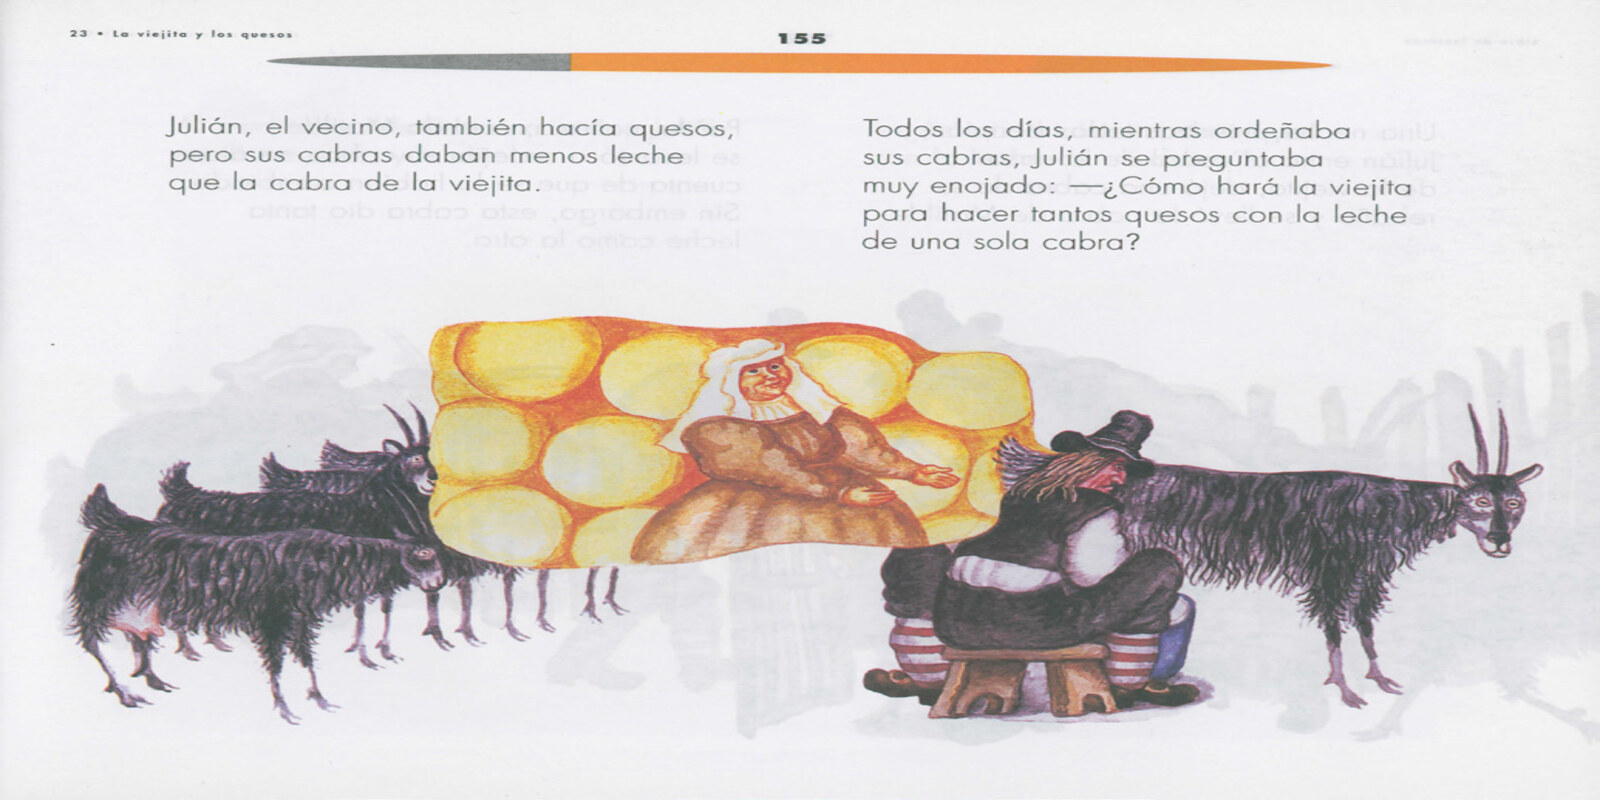 23 • La viejita y los quesos
155
Julián, el vecino, también hacía quesos,
pero sus cabras daban menos leche
que la cabra de la viejita.
Todos los días, mientras ordeñaba
sus cabras, Julián se preguntaba
muy enojado: —¿Cómo hará la viejita
para hacer tantos quesos con la leche
de una sola cabra?